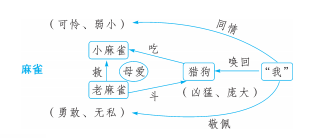 （可怜、弱小）
同情
小麻雀
吃
唤回
麻雀
救
母爱
猎狗
“我”
老麻雀
斗
（凶猛、庞大）
（勇敢、无私）
敬佩